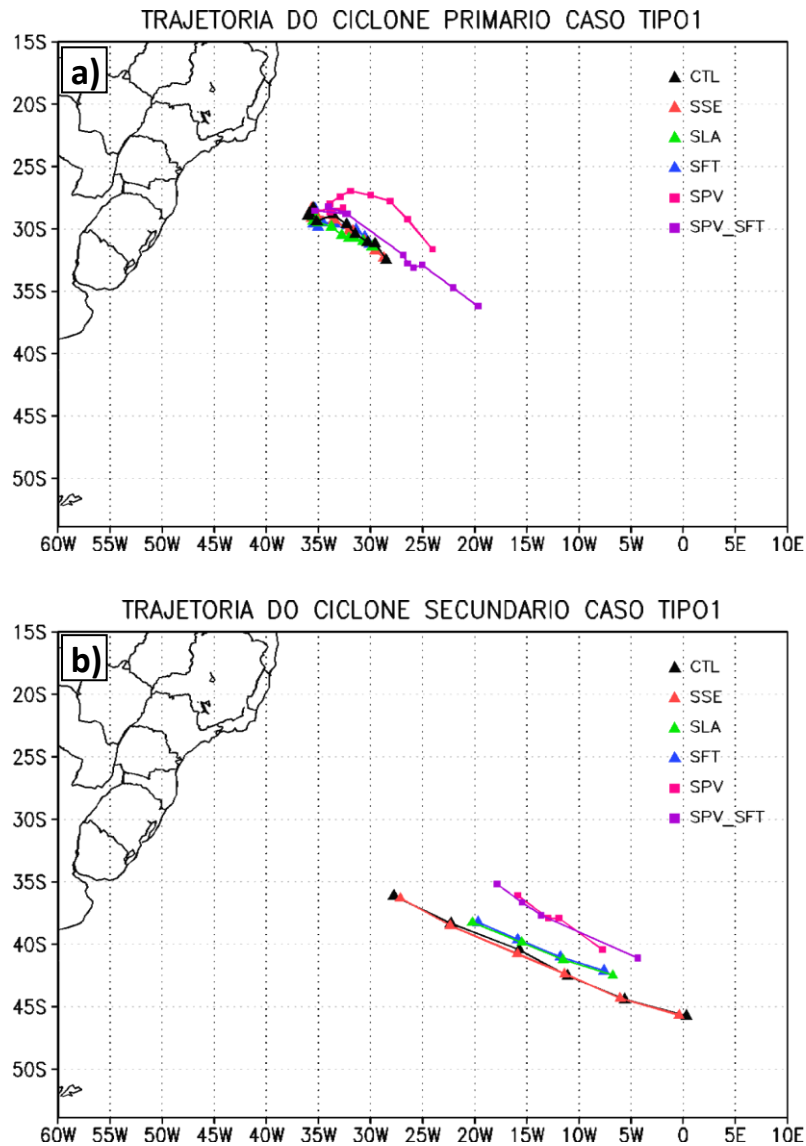 TRAJETORIA DO CICLONE PRIMARIO CASO TIPO1
a)
15S
20S
25S
30S
35S
40S
45S
50S
CTL
SSE
SLA
SFT
SPV
SPV_SFT
60W 55W 50W 45W 40W 35W 30W 25W 20W 15W 10W 5W 0 5E 10E
TRAJETORIA DO CICLONE SECUNDARIO CASO TIPO1
b)
15S
20S
25S
30S
35S
40S
45S
50S
CTL
SSE
SLA
SFT
SPV
SPV_SFT
60W 55W 50W 45W 40W 35W 30W 25W 20W 15W 10W 5W 0 5E 10E